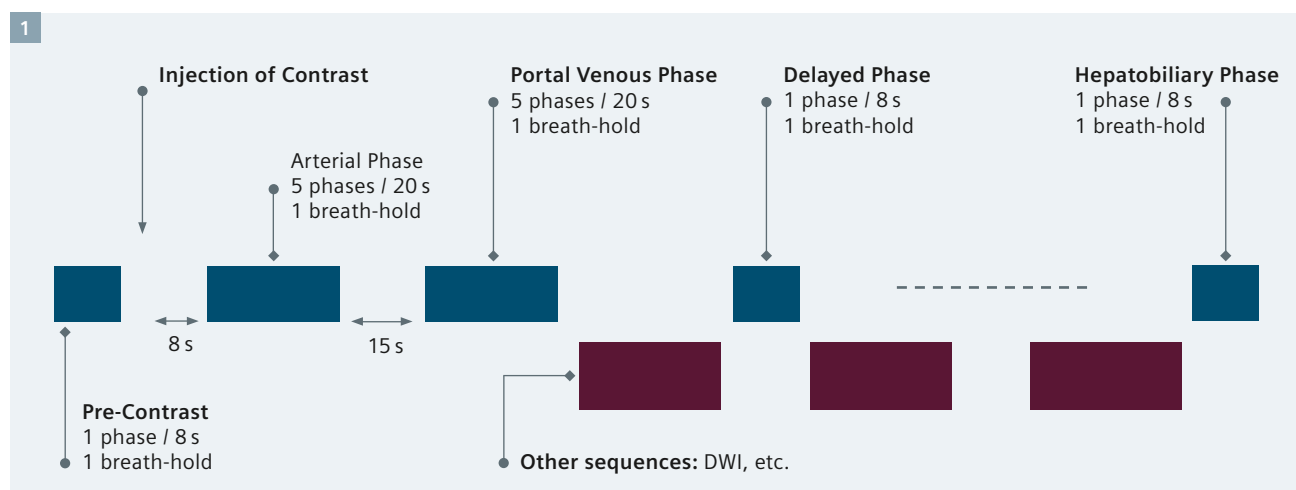 1
Injection of Contrast
Arterial Phase
5 phases / 20 s
1 breath-hold
Portal Venous Phase
5 phases / 20 s
1 breath-hold
Delayed Phase
1 phase / 8 s
1 breath-hold
Hepatobiliary Phase
1 phase / 8 s
1 breath-hold
8 s
15 s
Pre-Contrast
1 phase / 8 s
1 breath-hold
Other sequences: DWI, etc.